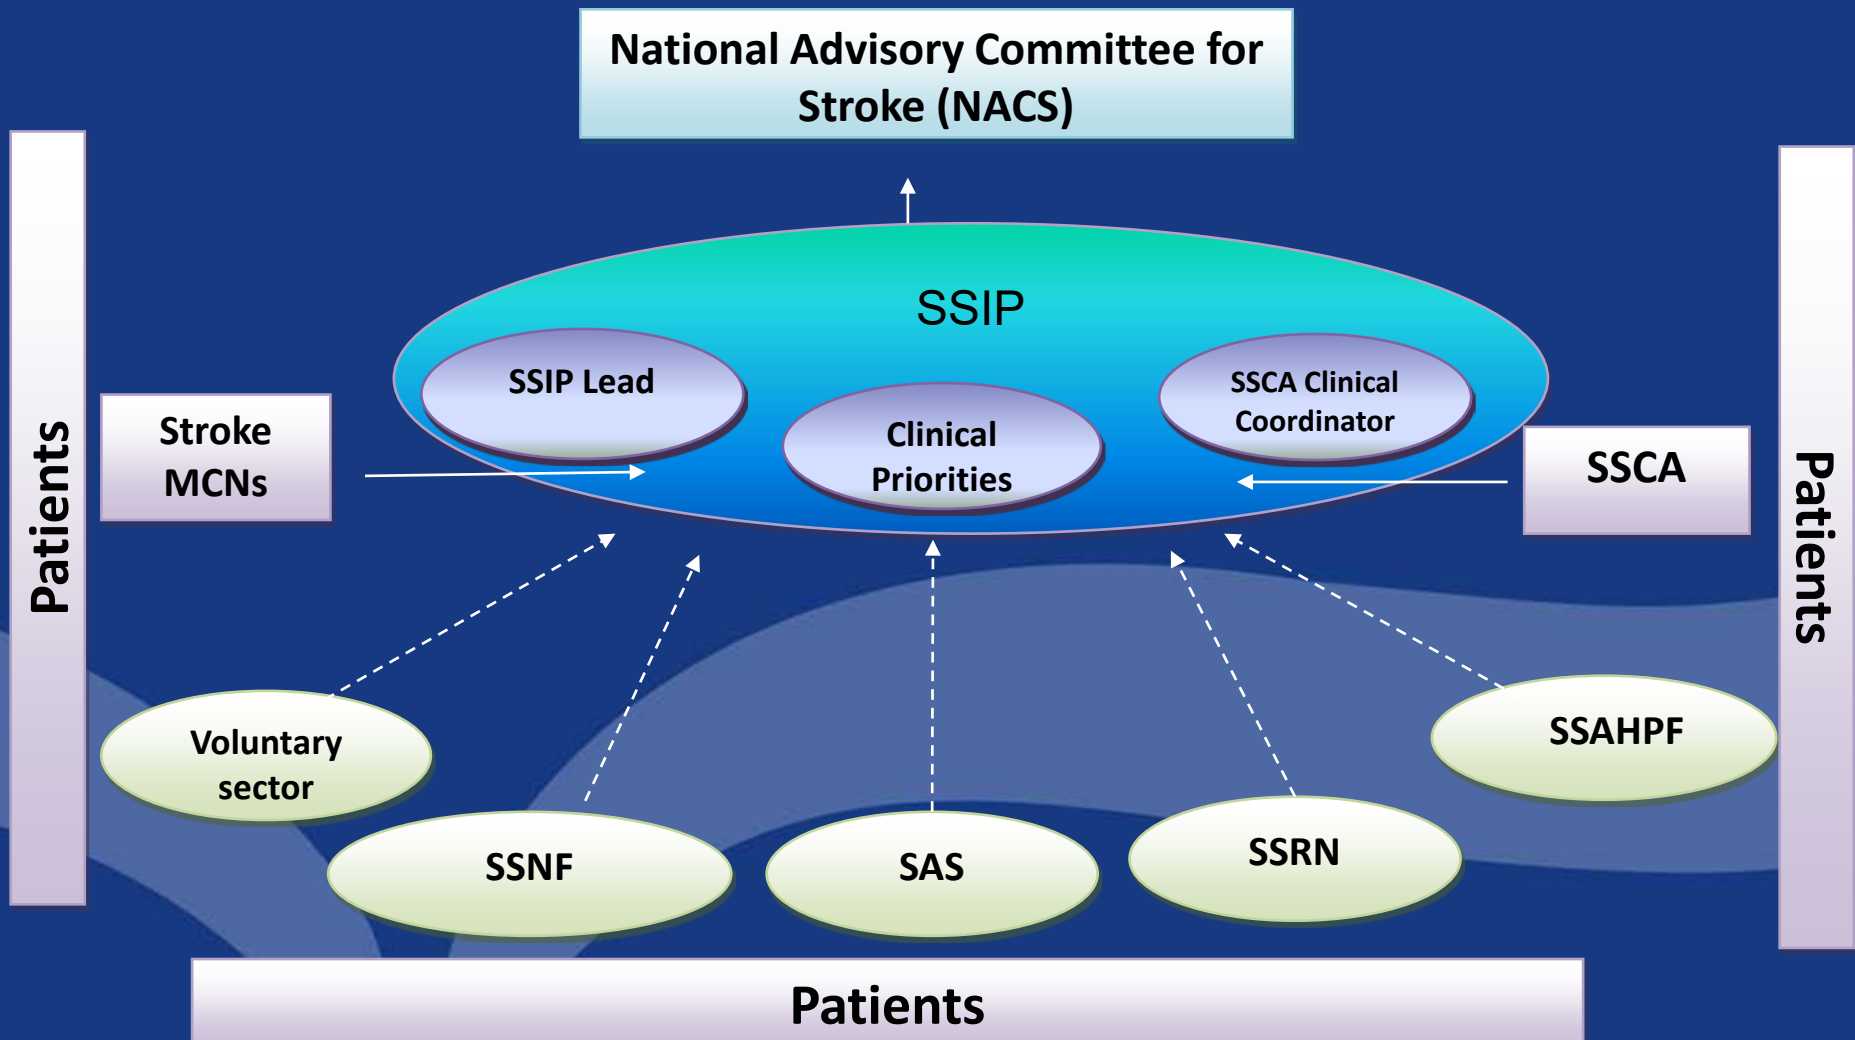 National Advisory Committee for
Stroke (NACS)
SSIP
SSIP Lead
Clinical
Priorities
SSCA Clinical
Coordinator
Patients
Stroke
MCNs
SSCA
Patients
Voluntary
sector
SSNF
SAS
SSRN
SSAHPF
Patients